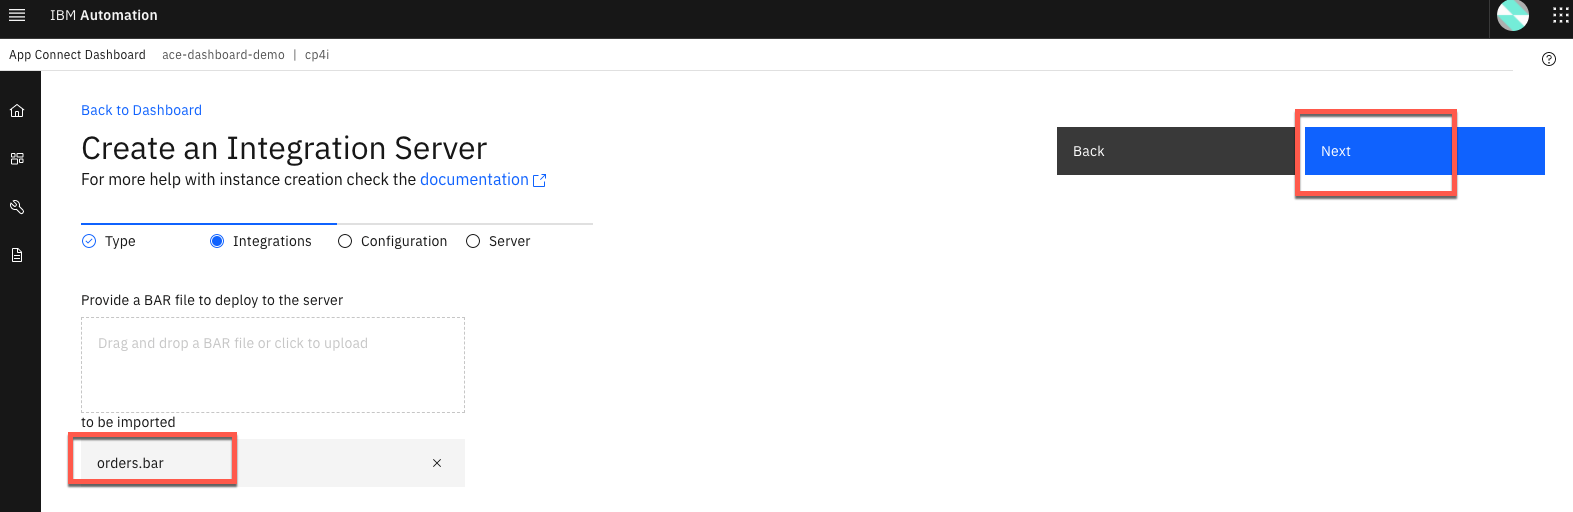 IBM Automation
App Connect Dashboard ace-dashboard-demo | cp4i
Back to Dashboard
Create an Integration Server
For more help with instance creation check the documentation
Back
Next
Type Integrations Configuration Server
Provide a BAR file to deploy to the server
Drag and drop a BAR file or click to upload
to be imported
orders.bar